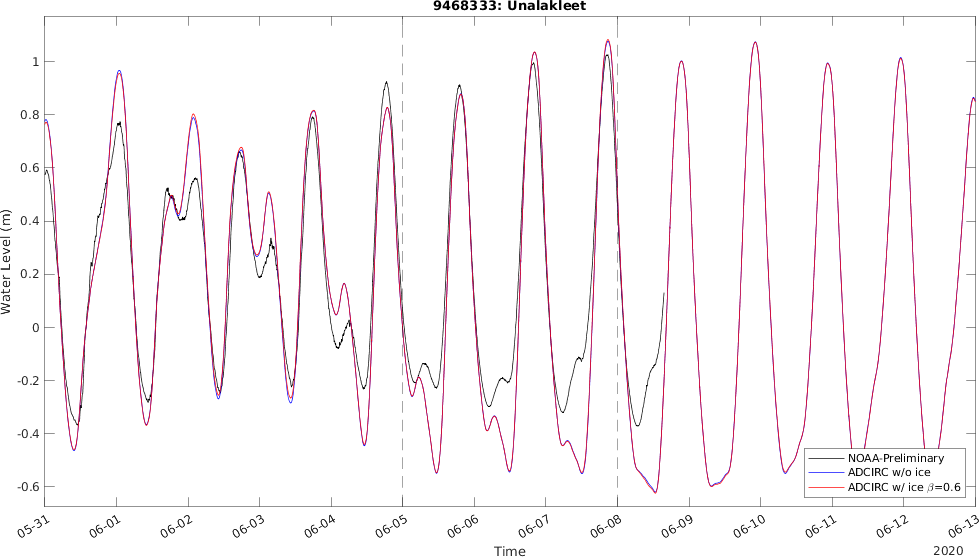 9468333: Unalakleet
Water Level (m)
1
0.8
0.6
0.4
0.2
0
-0.2
-0.4
-0.6
NOAA-Preliminary
ADCIRC w/o ice
ADCIRC w/ ice β=0.6
05-31 06-01 06-02 06-03 06-04 06-05 06-06 06-07 06-08 06-09 06-10 06-11 06-12 06-13
2020
Time